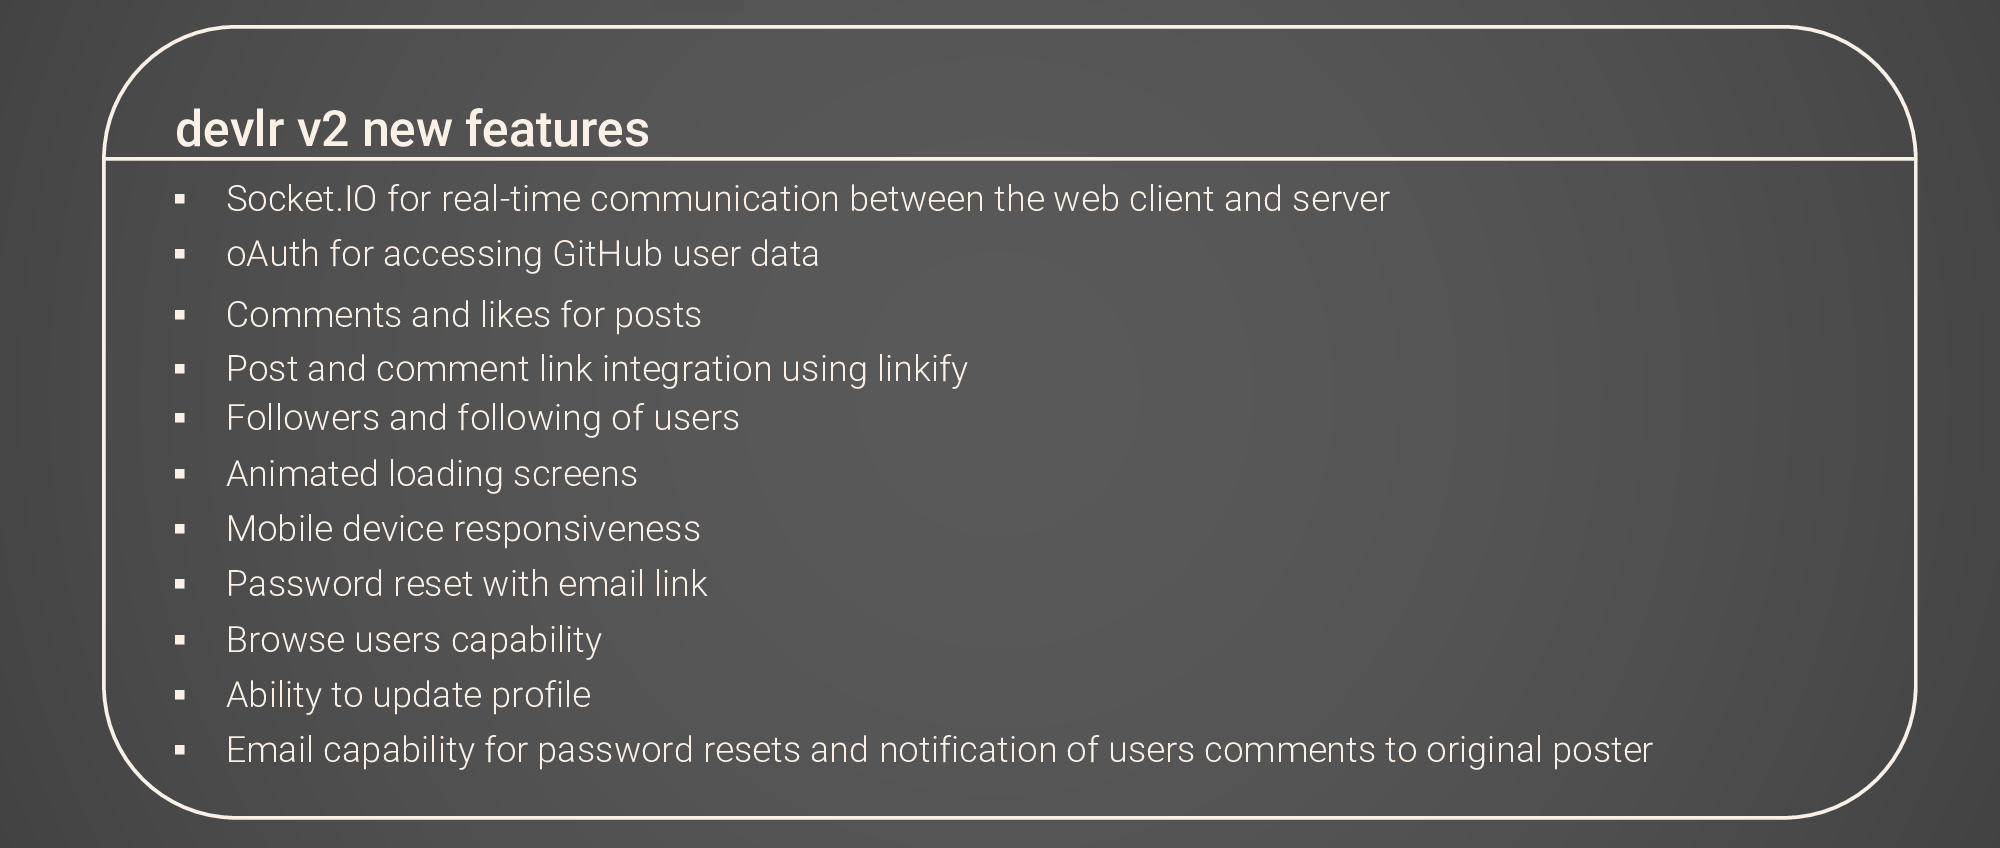 devlr v2 new features
▪ Socket.IO for real-time communication between the web client and server
▪ oAuth for accessing GitHub user data
▪ Comments and likes for posts
▪ Post and comment link integration using linkify
▪ Followers and following of users
▪ Animated loading screens
▪ Mobile device responsiveness
▪ Password reset with email link
▪ Browse users capability
▪ Ability to update profile
▪ Email capability for password resets and notification of users comments to original poster